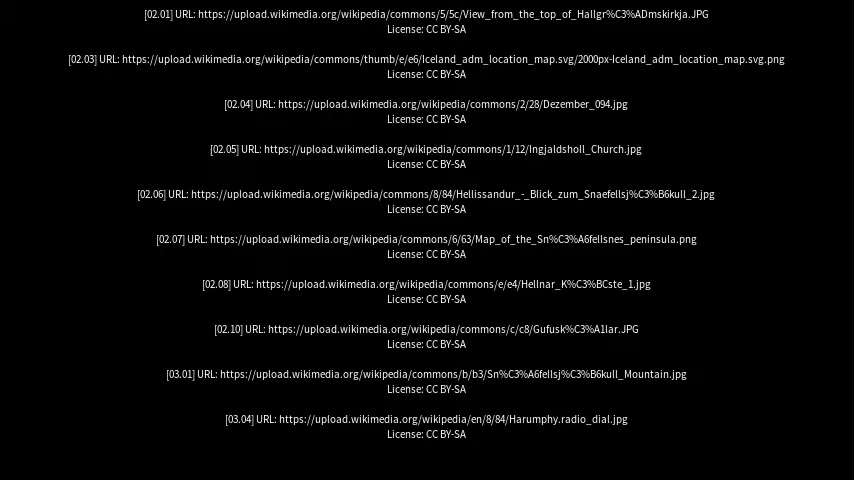 [02.01] URL: https://upload.wikimedia.org/wikipedia/commons/5/5c/View_from_the_top_of_Hallgr%C3%ADmskirkja.JPG
License: CC BY-SA
[02.03] URL: https://upload.wikimedia.org/wikipedia/commons/thumb/e/e6/Iceland_adm_location_map.svg/2000px-Iceland_adm_location_map.svg.png
License: CC BY-SA
[02.04] URL: https://upload.wikimedia.org/wikipedia/commons/2/28/Dezember_094.jpg
License: CC BY-SA
[02.05] URL: https://upload.wikimedia.org/wikipedia/commons/1/12/Ingjaldsholl_Church.jpg
License: CC BY-SA
[02.06] URL: https://upload.wikimedia.org/wikipedia/commons/8/84/Hellissandur_-_Blick_zum_Snaefellsj%C3%B6kull_2.jpg
License: CC BY-SA
[02.07] URL: https://upload.wikimedia.org/wikipedia/commons/6/63/Map_of_the_Sn%C3%A6fellsnes_peninsula.png
License: CC BY-SA
[02.08] URL: https://upload.wikimedia.org/wikipedia/commons/e/e4/Hellnar_K%C3%BCste_1.jpg
License: CC BY-SA
[02.10] URL: https://upload.wikimedia.org/wikipedia/commons/c/c8/Gufusk%C3%A1lar.JPG
License: CC BY-SA
[03.01] URL: https://upload.wikimedia.org/wikipedia/commons/b/b3/Sn%C3%A6fellsj%C3%B6kull_Mountain.jpg
License: CC BY-SA
[03.04] URL: https://upload.wikimedia.org/wikipedia/en/8/84/Harumphy.radio_dial.jpg
License: CC BY-SA